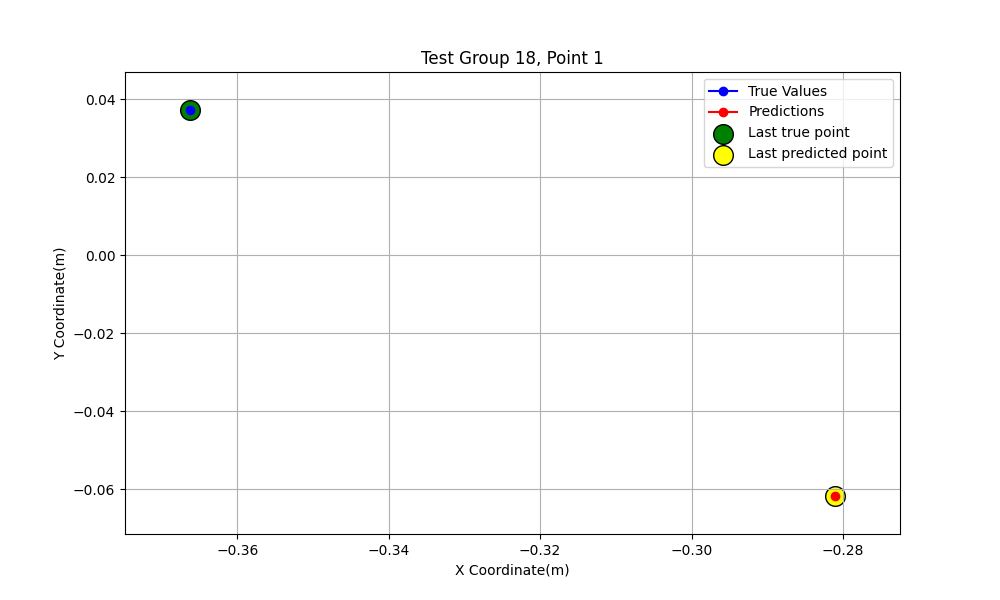 Test Group 18, Point 1
True Values
Predictions
Last true point
Last predicted point
0.04
0.02
0.00
−0.02
−0.04
−0.06
Y Coordinate(m)
−0.36
−0.34
−0.32
−0.30
−0.28
X Coordinate(m)